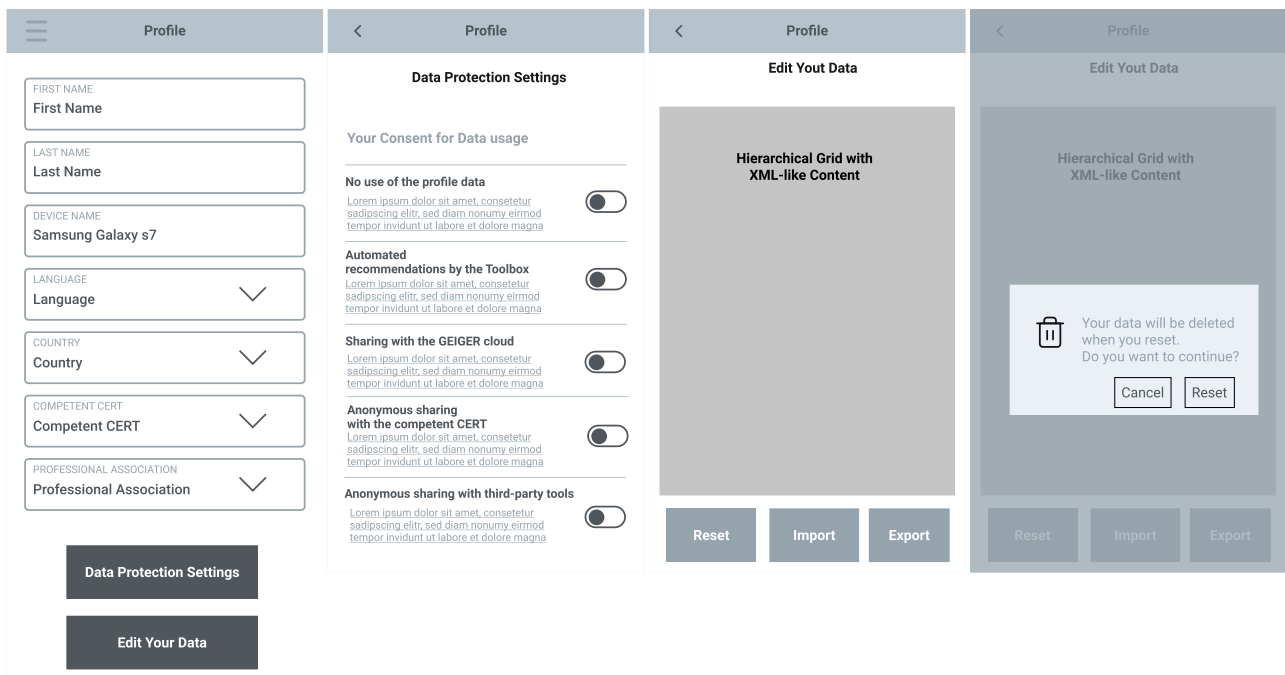 Profile
FIRST NAME
First Name
LAST NAME
Last Name
DEVICE NAME
Samsung Galaxy s7
LANGUAGE
Language
COUNTRY
Country
COMPETENT CERT
Competent CERT
PROFESSIONAL ASSOCIATION
Professional Association
Data Protection Settings
Edit Your Data
Profile
Data Protection Settings
Your Consent for Data usage
No use of the profile data
Lorem ipsum dolor sit amet, consetetur
sadipscing elitr, sed diam nonumy eirmod
tempor invidunt ut labore et dolore magna
Automated
recommendations by the Toolbox
Lorem ipsum dolor sit amet, consetetur
sadipscing elitr, sed diam nonumy eirmod
tempor invidunt ut labore et dolore magna
Sharing with the GEIGER cloud
Lorem ipsum dolor sit amet, consetetur
sadipscing elitr, sed diam nonumy eirmod
tempor invidunt ut labore et dolore magna
Anonymous sharing
with the competent CERT
Lorem ipsum dolor sit amet, consetetur
sadipscing elitr, sed diam nonumy eirmod
tempor invidunt ut labore et dolore magna
Anonymous sharing with third-party tools
Lorem ipsum dolor sit amet, consetetur
sadipscing elitr, sed diam nonumy eirmod
tempor invidunt ut labore et dolore magna
Profile
Edit Yout Data
Hierarchical Grid with
XML-like Content
Reset
Import
Export
Profile
Edit Yout Data
Hierarchical Grid with
XML-like Content
Your data will be deleted
when you reset.
Do you want to continue?
Cancel
Reset
Reset
Import
Export